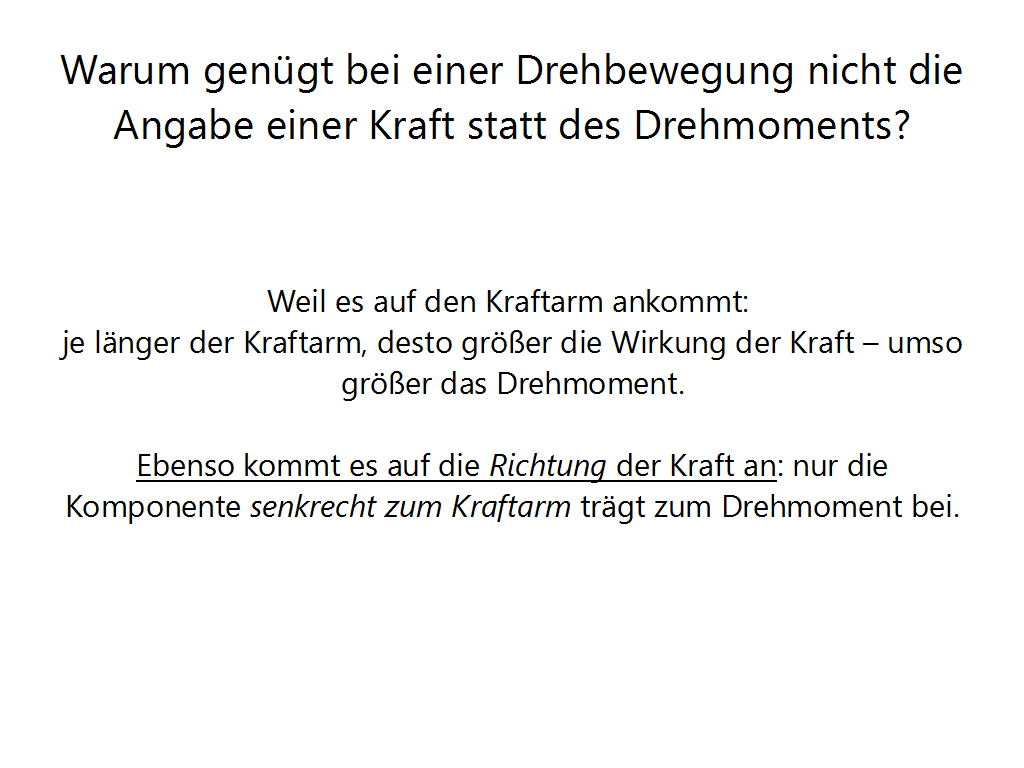 Warum genügt bei einer Drehbewegung nicht die
Angabe einer Kraft statt des Drehmoments?
Weil es auf den Kraftarm ankommt:
je länger der Kraftarm, desto größer die Wirkung der Kraft – umso
größer das Drehmoment.
Ebenso kommt es auf die Richtung der Kraft an: nur die
Komponente senkrecht zum Kraftarm trägt zum Drehmoment bei.